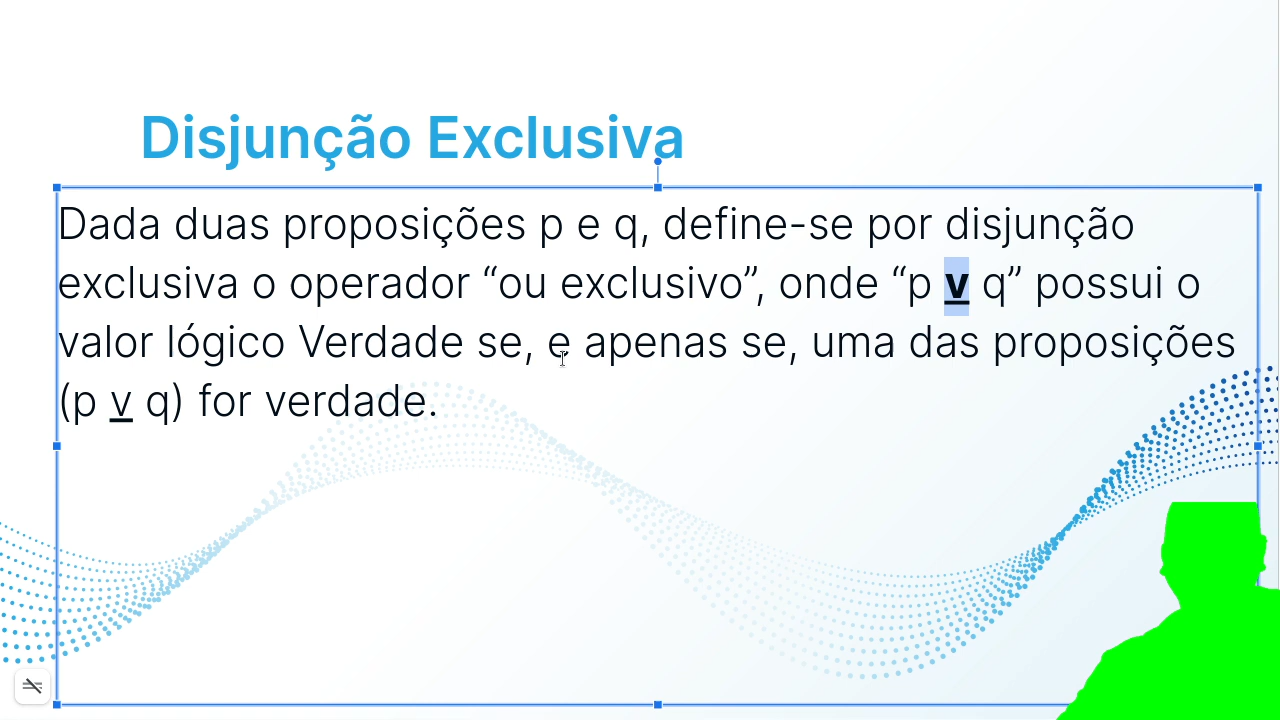 Disjunção Exclusiva
Dada duas proposições p e q, define-se por disjunção
exclusiva o operador “ou exclusivo”, onde “p v q” possui o
valor lógico Verdade se, e apenas se, uma das proposições
(p v q) for verdade.